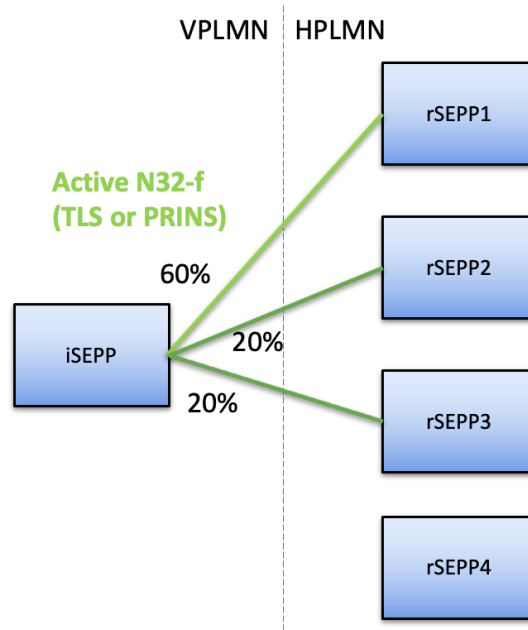 VPLMN
HPLMN
rSEPP1
Active N32-f
(TLS or PRINS)
60%
rSEPP2
iSEPP
20%
20%
rSEPP3
rSEPP4